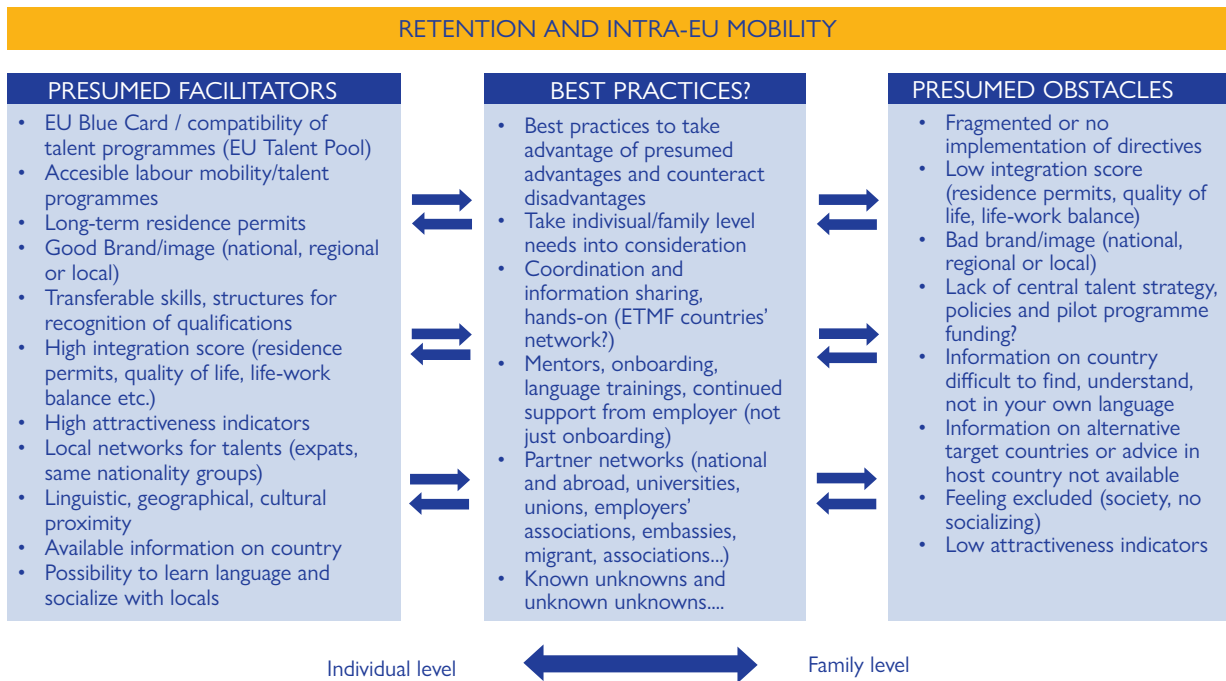 RETENTION AND INTRA-EU MOBILITY
PRESUMED FACILITATORS
• EU Blue Card / compatibility of
talent programmes (EU Talent Pool)
• Accesible labour mobility/talent
programmes
• Long-term residence permits
• Good Brand/image (national, regional
or local)
• Transferable skills, structures for
recognition of qualifications
• High integration score (residence
permits, quality of life, life-work
balance etc.)
• High attractiveness indicators
• Local networks for talents (expats,
same nationality groups)
• Linguistic, geographical, cultural
proximity
• Available information on country
• Possibility to learn language and
socialize with locals
BEST PRACTICES?
• Best practices to take
advantage of presumed
advantages and counteract
disadvantages
• Take indivisual/family level
needs into consideration
• Coordination and
information sharing,
hands-on (ETMF countries’
network?)
• Mentors, onboarding,
language trainings, continued
support from employer (not
just onboarding)
• Partner networks (national
and abroad, universities,
unions, employers’
associations, embassies,
migrant, associations...)
• Known unknowns and
unknown unknowns....
PRESUMED OBSTACLES
• Fragmented or no
implementation of directives
• Low integration score
(residence permits, quality of
life, life-work balance)
• Bad brand/image (national,
regional or local)
• Lack of central talent strategy,
policies and pilot programme
funding?
• Information on country
difficult to find, understand,
not in your own language
• Information on alternative
target countries or advice in
host country not available
• Feeling excluded (society, no
socializing)
• Low attractiveness indicators
Individual level
Family level